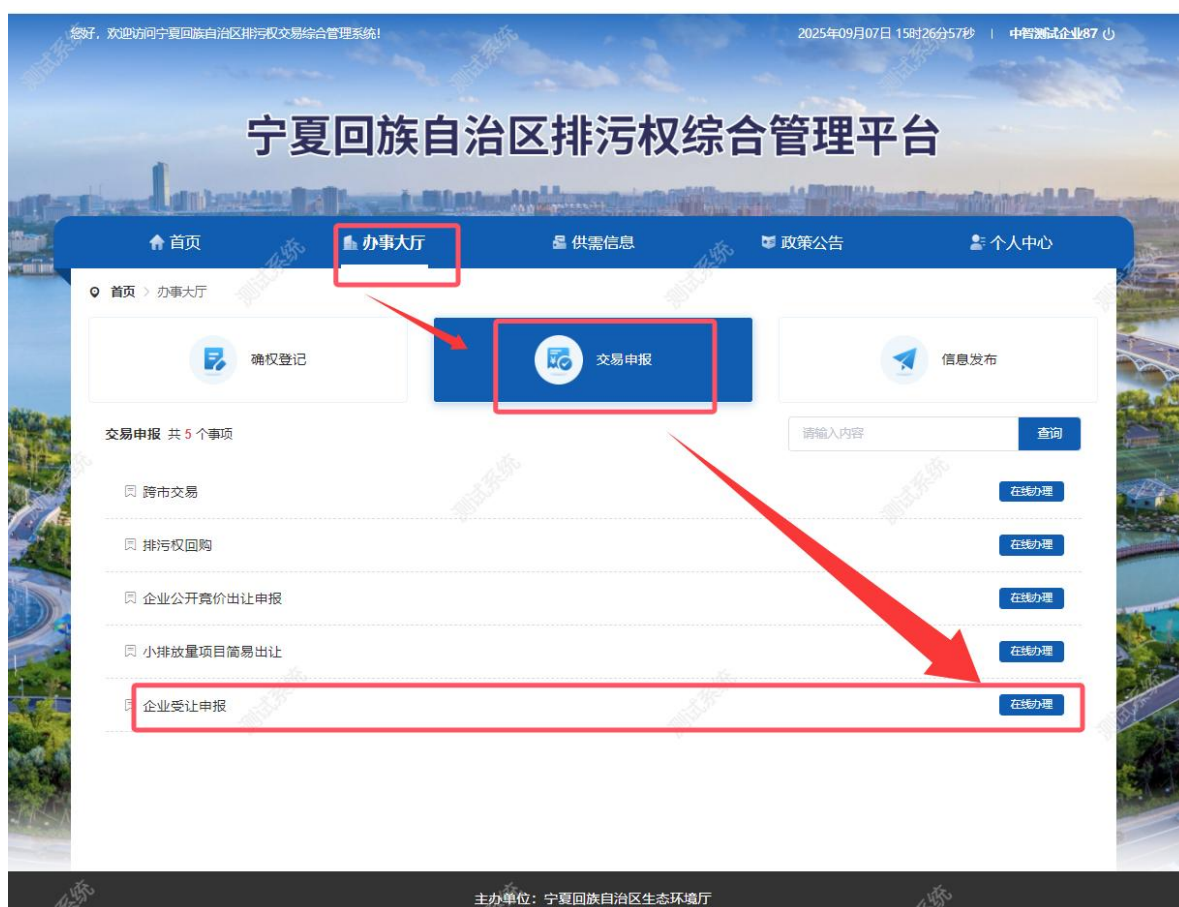 您好，欢迎访问宁夏回族自治区排污权交易综合管理系统!
2025年09月07日 15时26分57秒 | 中智测试企业87
宁夏回族自治区排污权综合管理平台
首页 办事大厅 供需信息 政策公告 个人中心
首页 > 办事大厅
确权登记 交易申报 信息发布
交易申报 共 5 个事项 请输入内容 查询
跨市交易 在线办理
排污权回购 在线办理
企业公开竞价出让申报 在线办理
小排放量项目简易出让 在线办理
企业受让申报 在线办理
主办单位：宁夏回族自治区生态环境厅
测试系统